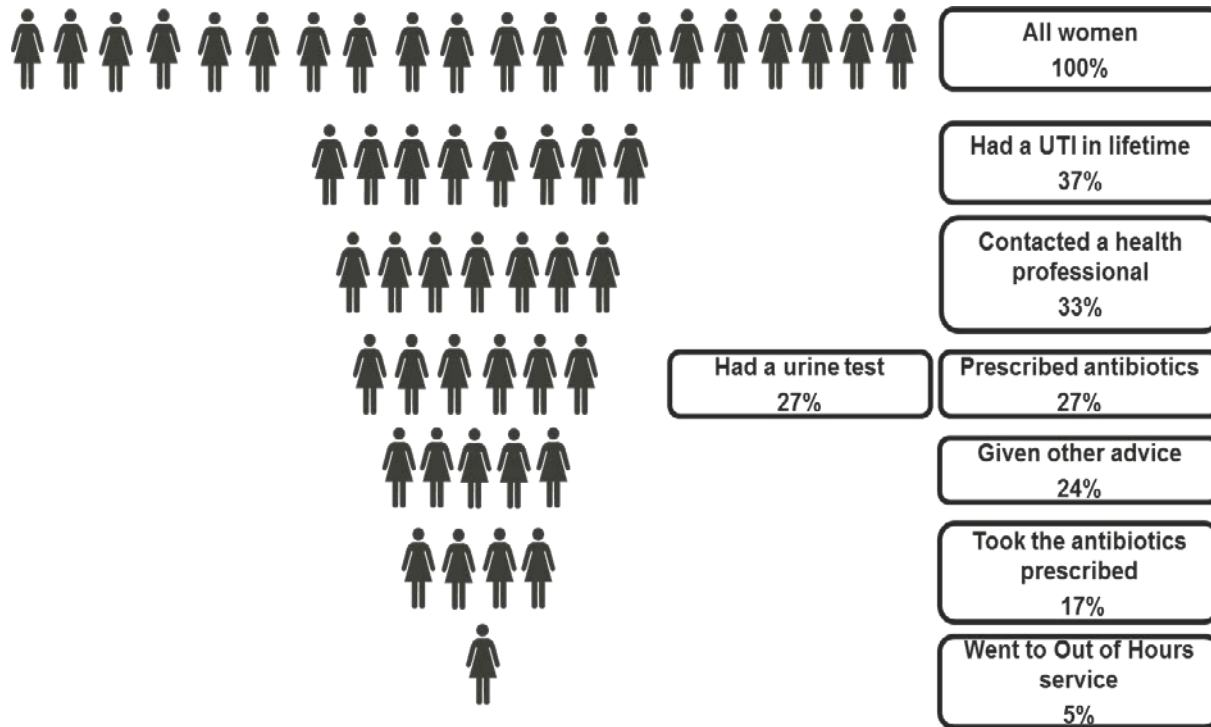 All women
100%
Had a UTI in lifetime
37%
Contacted a health
professional
33%
Had a urine test
27%
Prescribed antibiotics
27%
Given other advice
24%
Took the antibiotics
prescribed
17%
Went to Out of Hours
service
5%